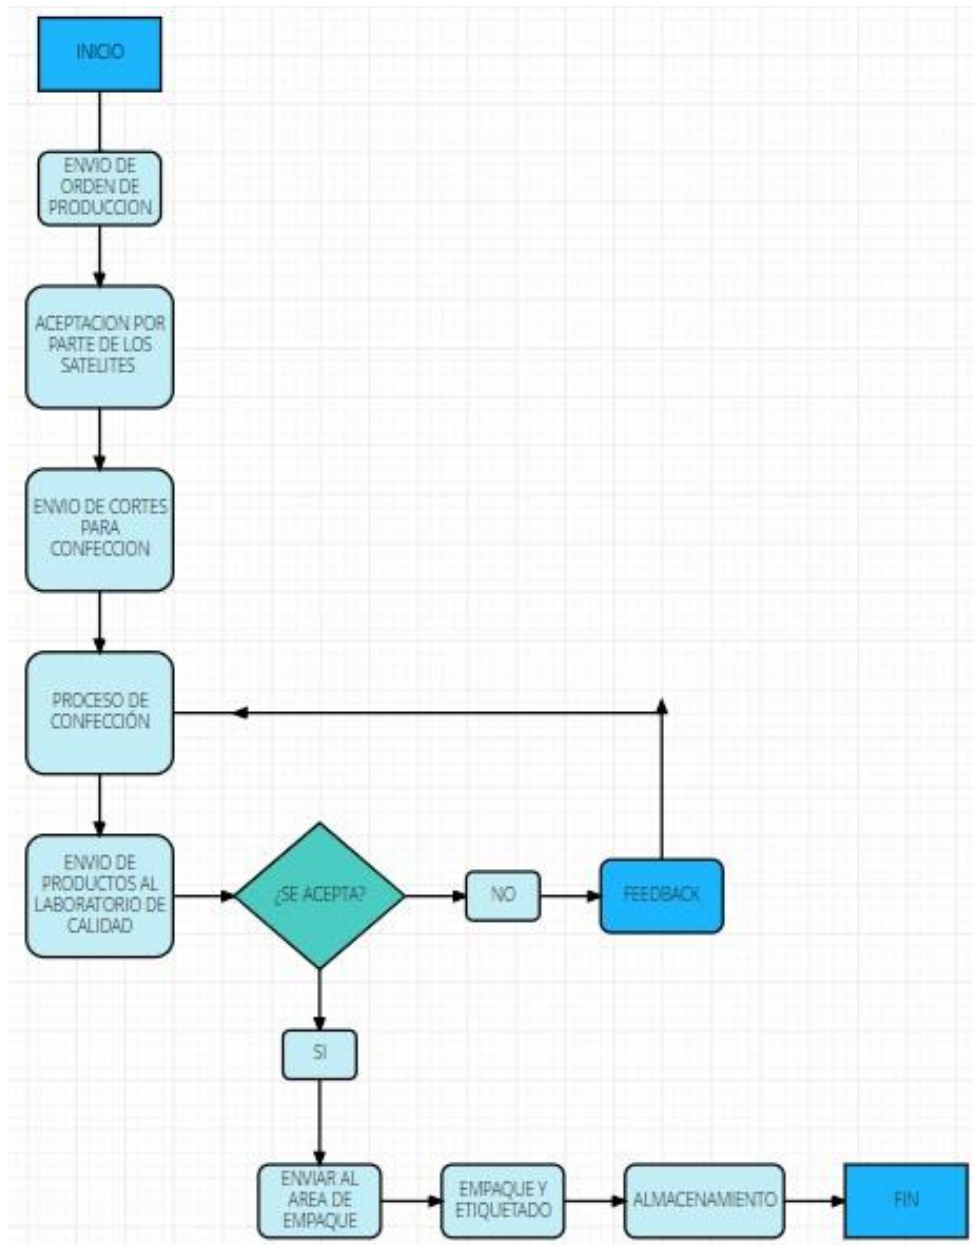 INICIO
ENVIO DE
ORDEN DE
PRODUCCION
ACEPTACION POR
PARTE DE LOS
SATELITES
ENVIO DE CORTES
PARA
CONFECCION
PROCESO DE
CONFECCIÓN
ENVIO DE
PRODUCTOS AL
LABORATORIO DE
CALIDAD
¿SE ACEPTA?
NO
FEEDBACK
SI
ENVIAR AL
AREA DE
EMPAQUE
EMPAQUE Y
ETIQUETADO
ALMACENAMIENTO
FIN